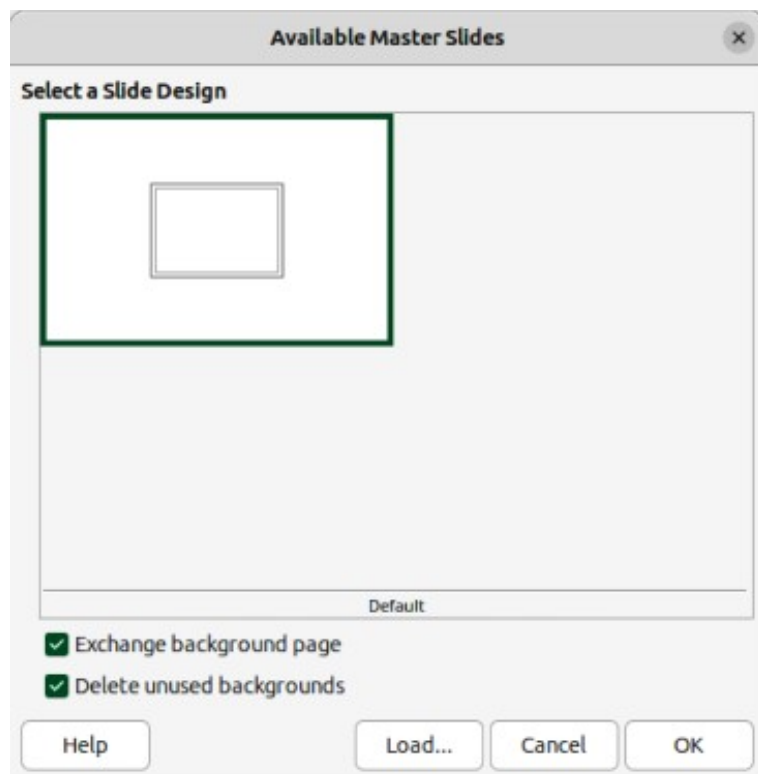 Available Master Slides
Select a Slide Design
Default
Exchange background page
Delete unused backgrounds
Help Load... Cancel OK